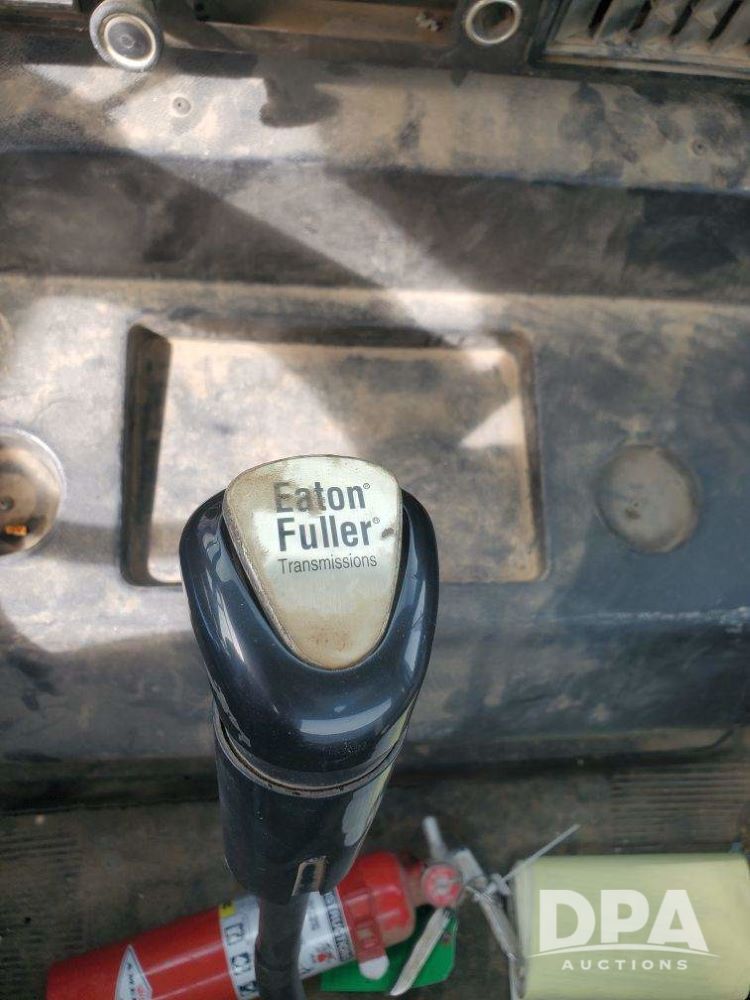 Eaton®
Fuller®
Transmissions
DPA
AUCTIONS